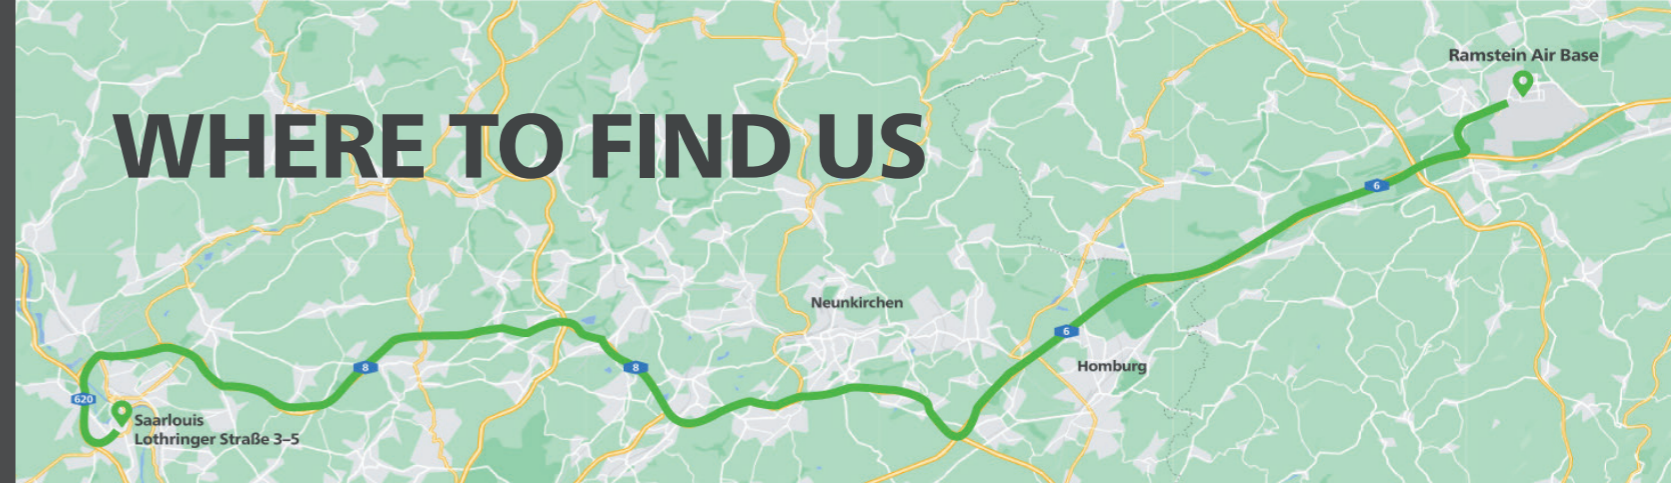 Ramstein Air Base
WHERE TO FIND US
6
Neunkirchen
6
Homburg
8
8
620
Saarlouis
Lothringer Straße 3–5